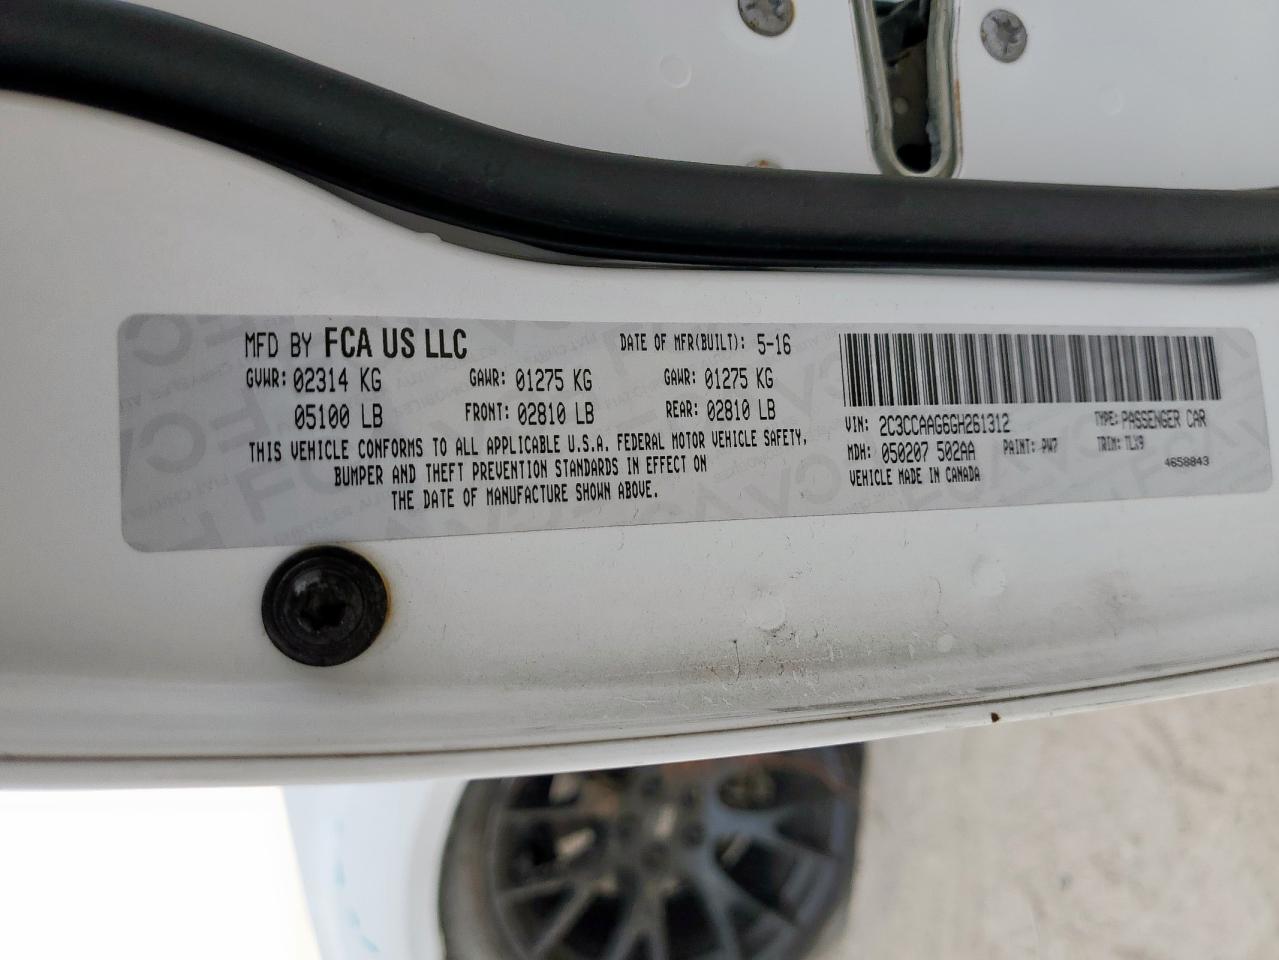 MFD BY FCA US LLC DATE OF MFR(BUILT): 5-16
GVWR: 02314 KG GAWR: 01275 KG GAWR: 01275 KG
05100 LB FRONT: 02810 LB REAR: 02810 LB
THIS VEHICLE CONFORMS TO ALL APPLICABLE U.S.A. FEDERAL MOTOR VEHICLE SAFETY,
BUMPER AND THEFT PREVENTION STANDARDS IN EFFECT ON
THE DATE OF MANUFACTURE SHOWN ABOVE.
VIN: 2C3CCAAG6GH261312 TYPE: PASSENGER CAR
MDH: 050207 502AA PAINT: PW7 TRIM: TLX9
VEHICLE MADE IN CANADA 4658843